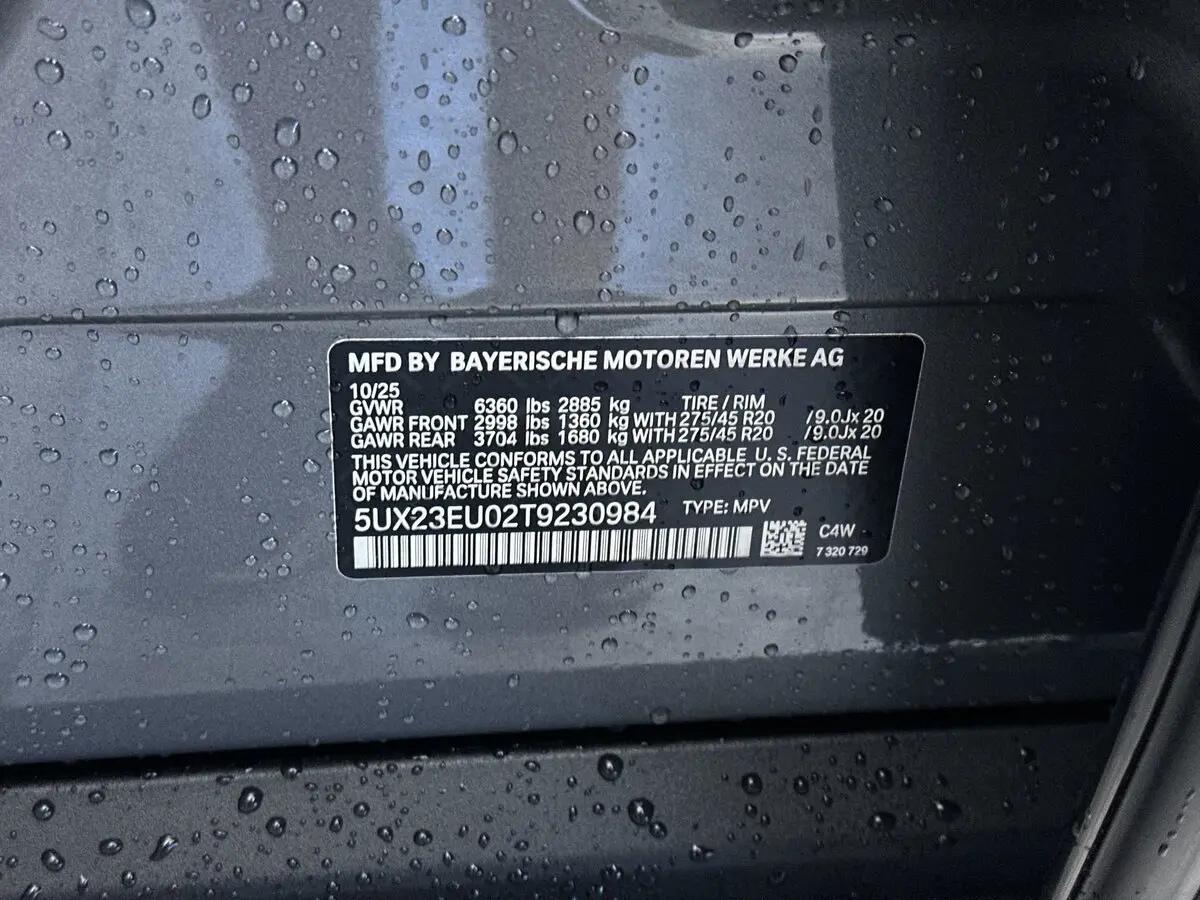 MFD BY BAYERISCHE MOTOREN WERKE AG
10/25
GVWR 6360 lbs 2885 kg TIRE / RIM
GAWR FRONT 2998 lbs 1360 kg WITH 275/45 R20 /9.0Jx 20
GAWR REAR 3704 lbs 1680 kg WITH 275/45 R20 /9.0Jx 20
THIS VEHICLE CONFORMS TO ALL APPLICABLE U. S. FEDERAL
MOTOR VEHICLE SAFETY STANDARDS IN EFFECT ON THE DATE
OF MANUFACTURE SHOWN ABOVE.
5UX23EU02T9230984 TYPE: MPV
C4W
7 320 729